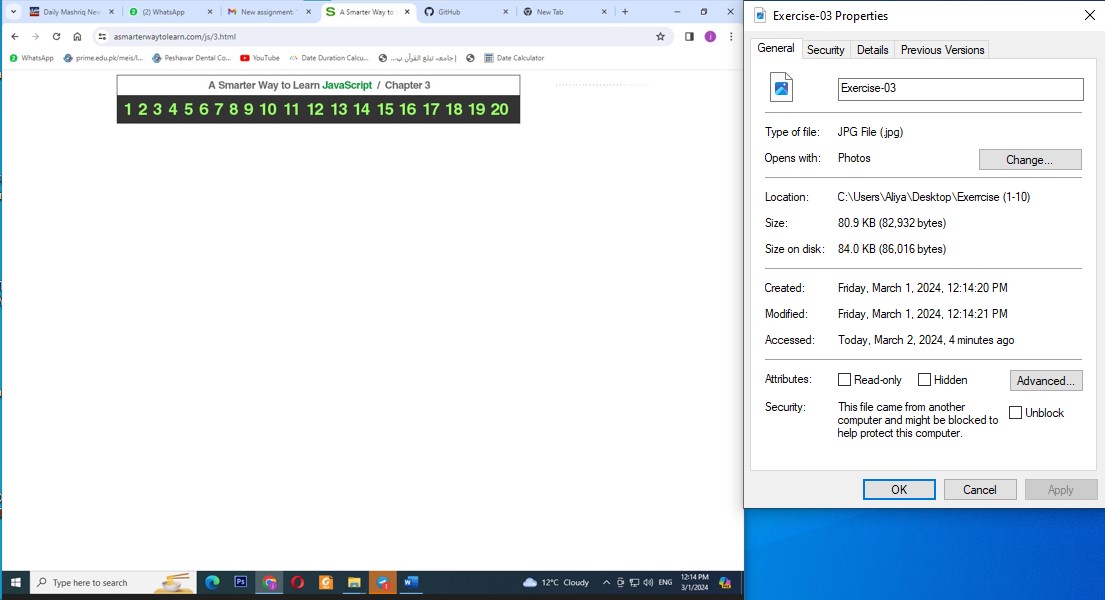 Daily Mashriq New
(2) WhatsApp
New assignment:
A Smarter Way to
GitHub
New Tab
asmarterwaytolearn.com/js/3.html
WhatsApp
prime.edu.pk/meis/l...
Peshawar Dental Co...
YouTube
Date Duration Calcu...
جامعہ تبلغ القرآن پ...
Date Calculator
A Smarter Way to Learn JavaScript / Chapter 3
1 2 3 4 5 6 7 8 9 10 11 12 13 14 15 16 17 18 19 20
Type here to search
Ps
12°C Cloudy
ENG
12:14 PM
3/1/2024
Exercise-03 Properties
General Security Details Previous Versions
Exercise-03
Type of file: JPG File (.jpg)
Opens with: Photos Change...
Location: C:\Users\Aliya\Desktop\Exerrcise (1-10)
Size: 80.9 KB (82,932 bytes)
Size on disk: 84.0 KB (86,016 bytes)
Created: Friday, March 1, 2024, 12:14:20 PM
Modified: Friday, March 1, 2024, 12:14:21 PM
Accessed: Today, March 2, 2024, 4 minutes ago
Attributes: Read-only Hidden Advanced...
Security: This file came from another
computer and might be blocked to
help protect this computer.
Unblock
OK Cancel Apply